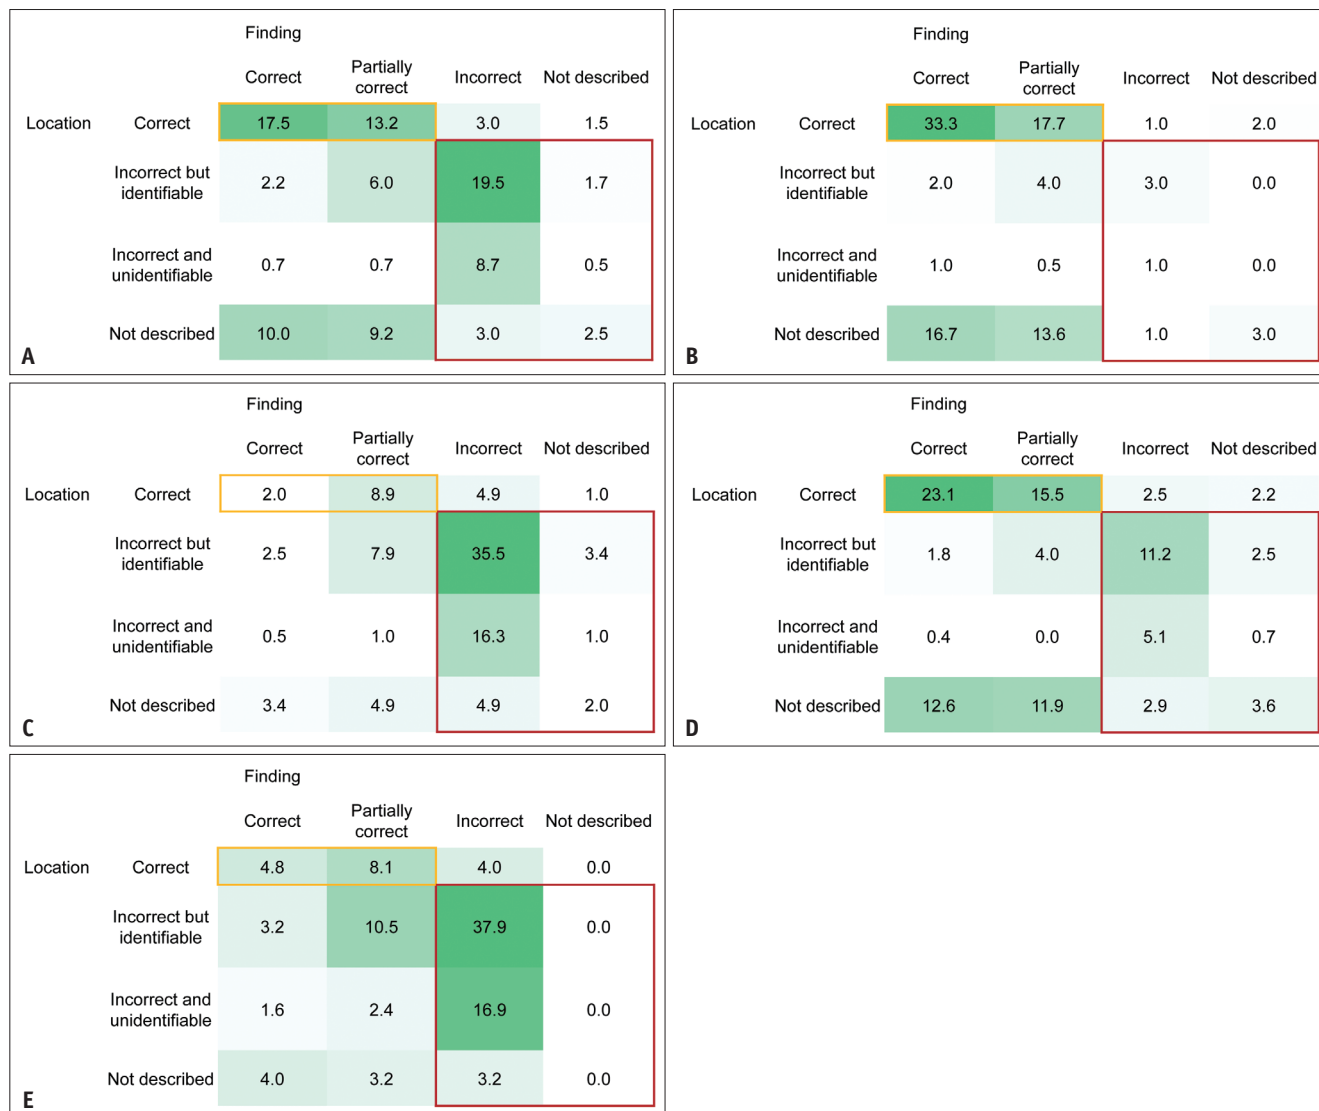 Finding
Correct Partially correct Incorrect Not described
Location Correct 17.5 13.2 3.0 1.5
Incorrect but identifiable 2.2 6.0 19.5 1.7
Incorrect and unidentifiable 0.7 0.7 8.7 0.5
Not described 10.0 9.2 3.0 2.5
A
Finding
Correct Partially correct Incorrect Not described
Location Correct 33.3 17.7 1.0 2.0
Incorrect but identifiable 2.0 4.0 3.0 0.0
Incorrect and unidentifiable 1.0 0.5 1.0 0.0
Not described 16.7 13.6 1.0 3.0
B
Finding
Correct Partially correct Incorrect Not described
Location Correct 2.0 8.9 4.9 1.0
Incorrect but identifiable 2.5 7.9 35.5 3.4
Incorrect and unidentifiable 0.5 1.0 16.3 1.0
Not described 3.4 4.9 4.9 2.0
C
Finding
Correct Partially correct Incorrect Not described
Location Correct 23.1 15.5 2.5 2.2
Incorrect but identifiable 1.8 4.0 11.2 2.5
Incorrect and unidentifiable 0.4 0.0 5.1 0.7
Not described 12.6 11.9 2.9 3.6
D
Finding
Correct Partially correct Incorrect Not described
Location Correct 4.8 8.1 4.0 0.0
Incorrect but identifiable 3.2 10.5 37.9 0.0
Incorrect and unidentifiable 1.6 2.4 16.9 0.0
Not described 4.0 3.2 3.2 0.0
E